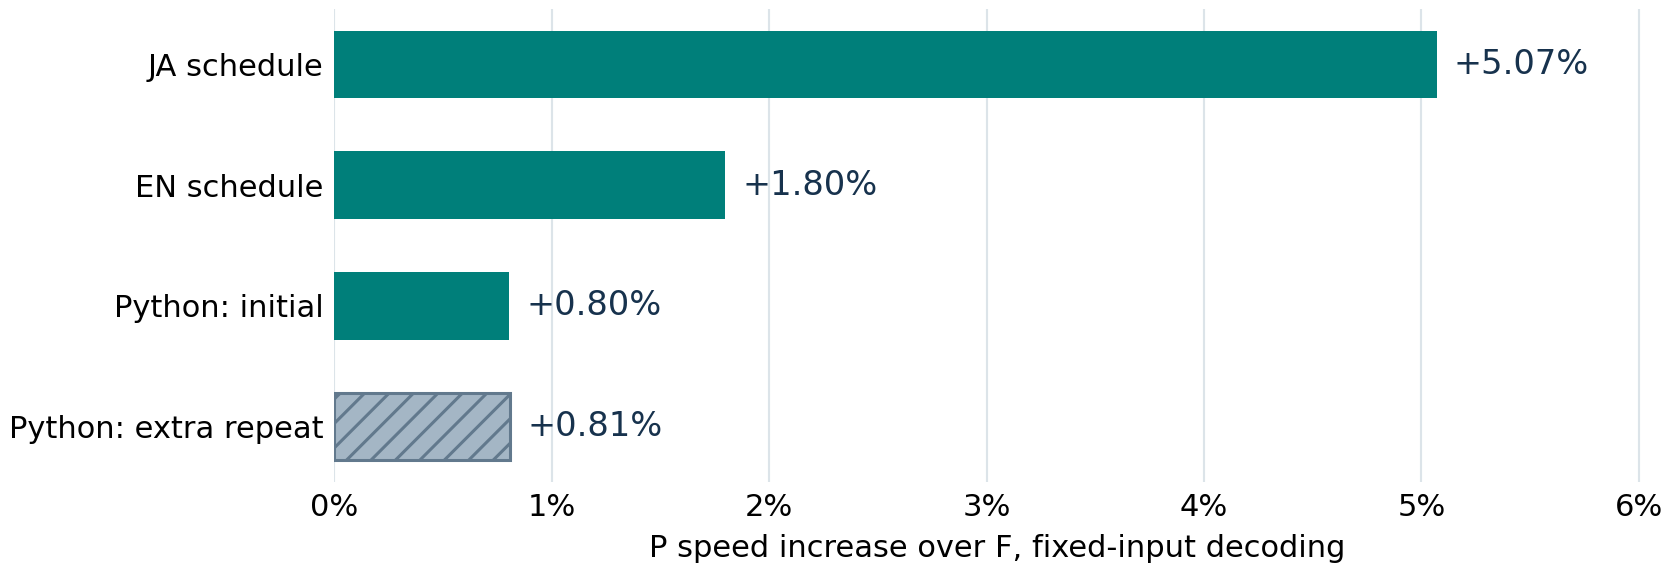 JA schedule
+5.07%
EN schedule
+1.80%
Python: initial
+0.80%
Python: extra repeat
+0.81%
0% 1% 2% 3% 4% 5% 6%
P speed increase over F, fixed-input decoding